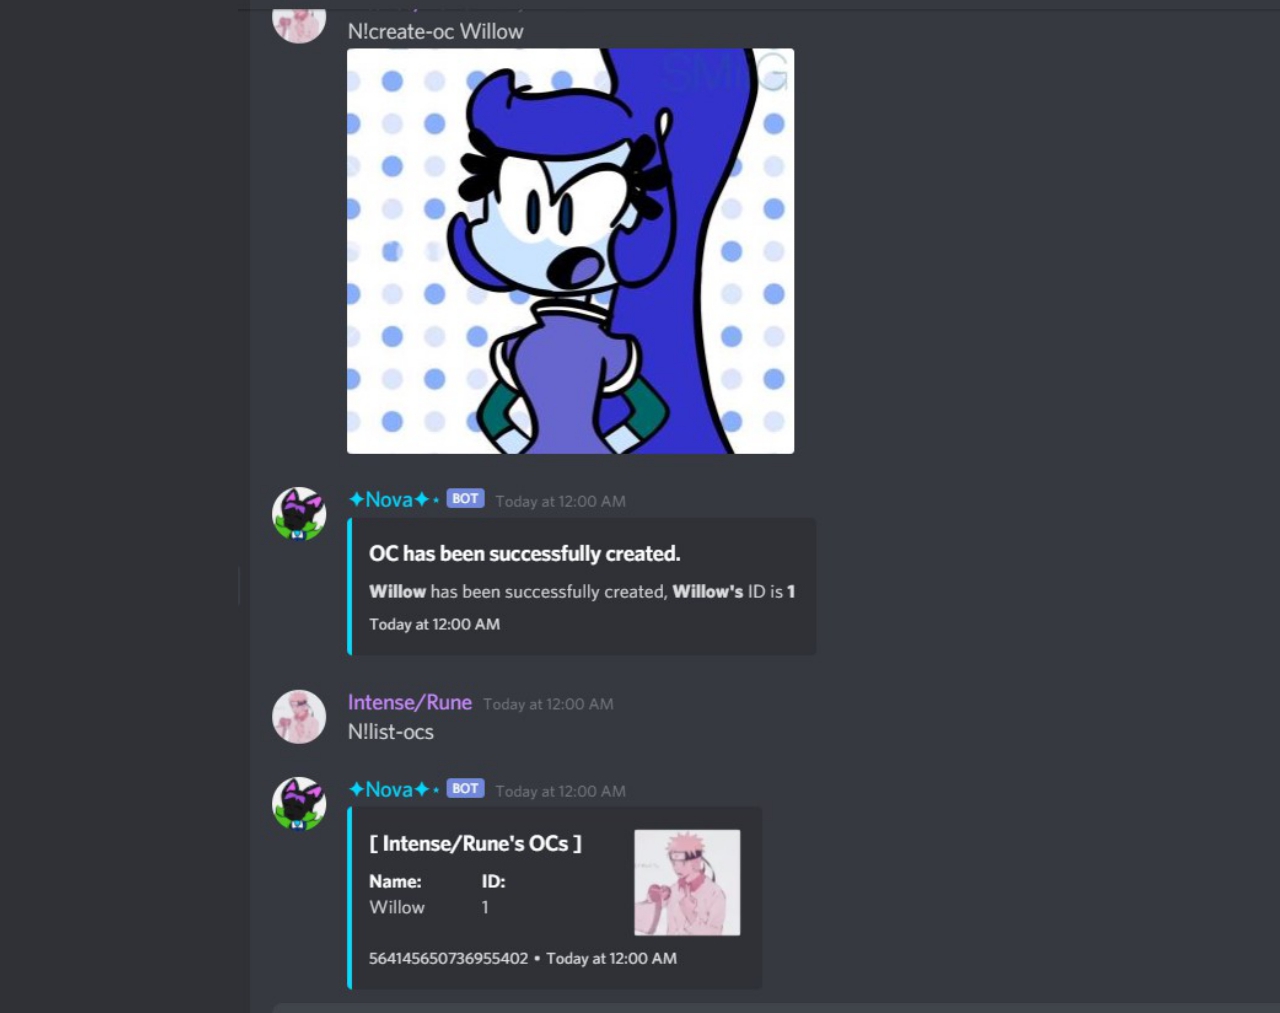 N!create-oc Willow
✦Nova✦⋆ BOT Today at 12:00 AM
OC has been successfully created.
Willow has been successfully created, Willow's ID is 1
Today at 12:00 AM
Intense/Rune Today at 12:00 AM
N!list-ocs
✦Nova✦⋆ BOT Today at 12:00 AM
[ Intense/Rune's OCs ]
Name: ID:
Willow 1
564145650736955402 • Today at 12:00 AM